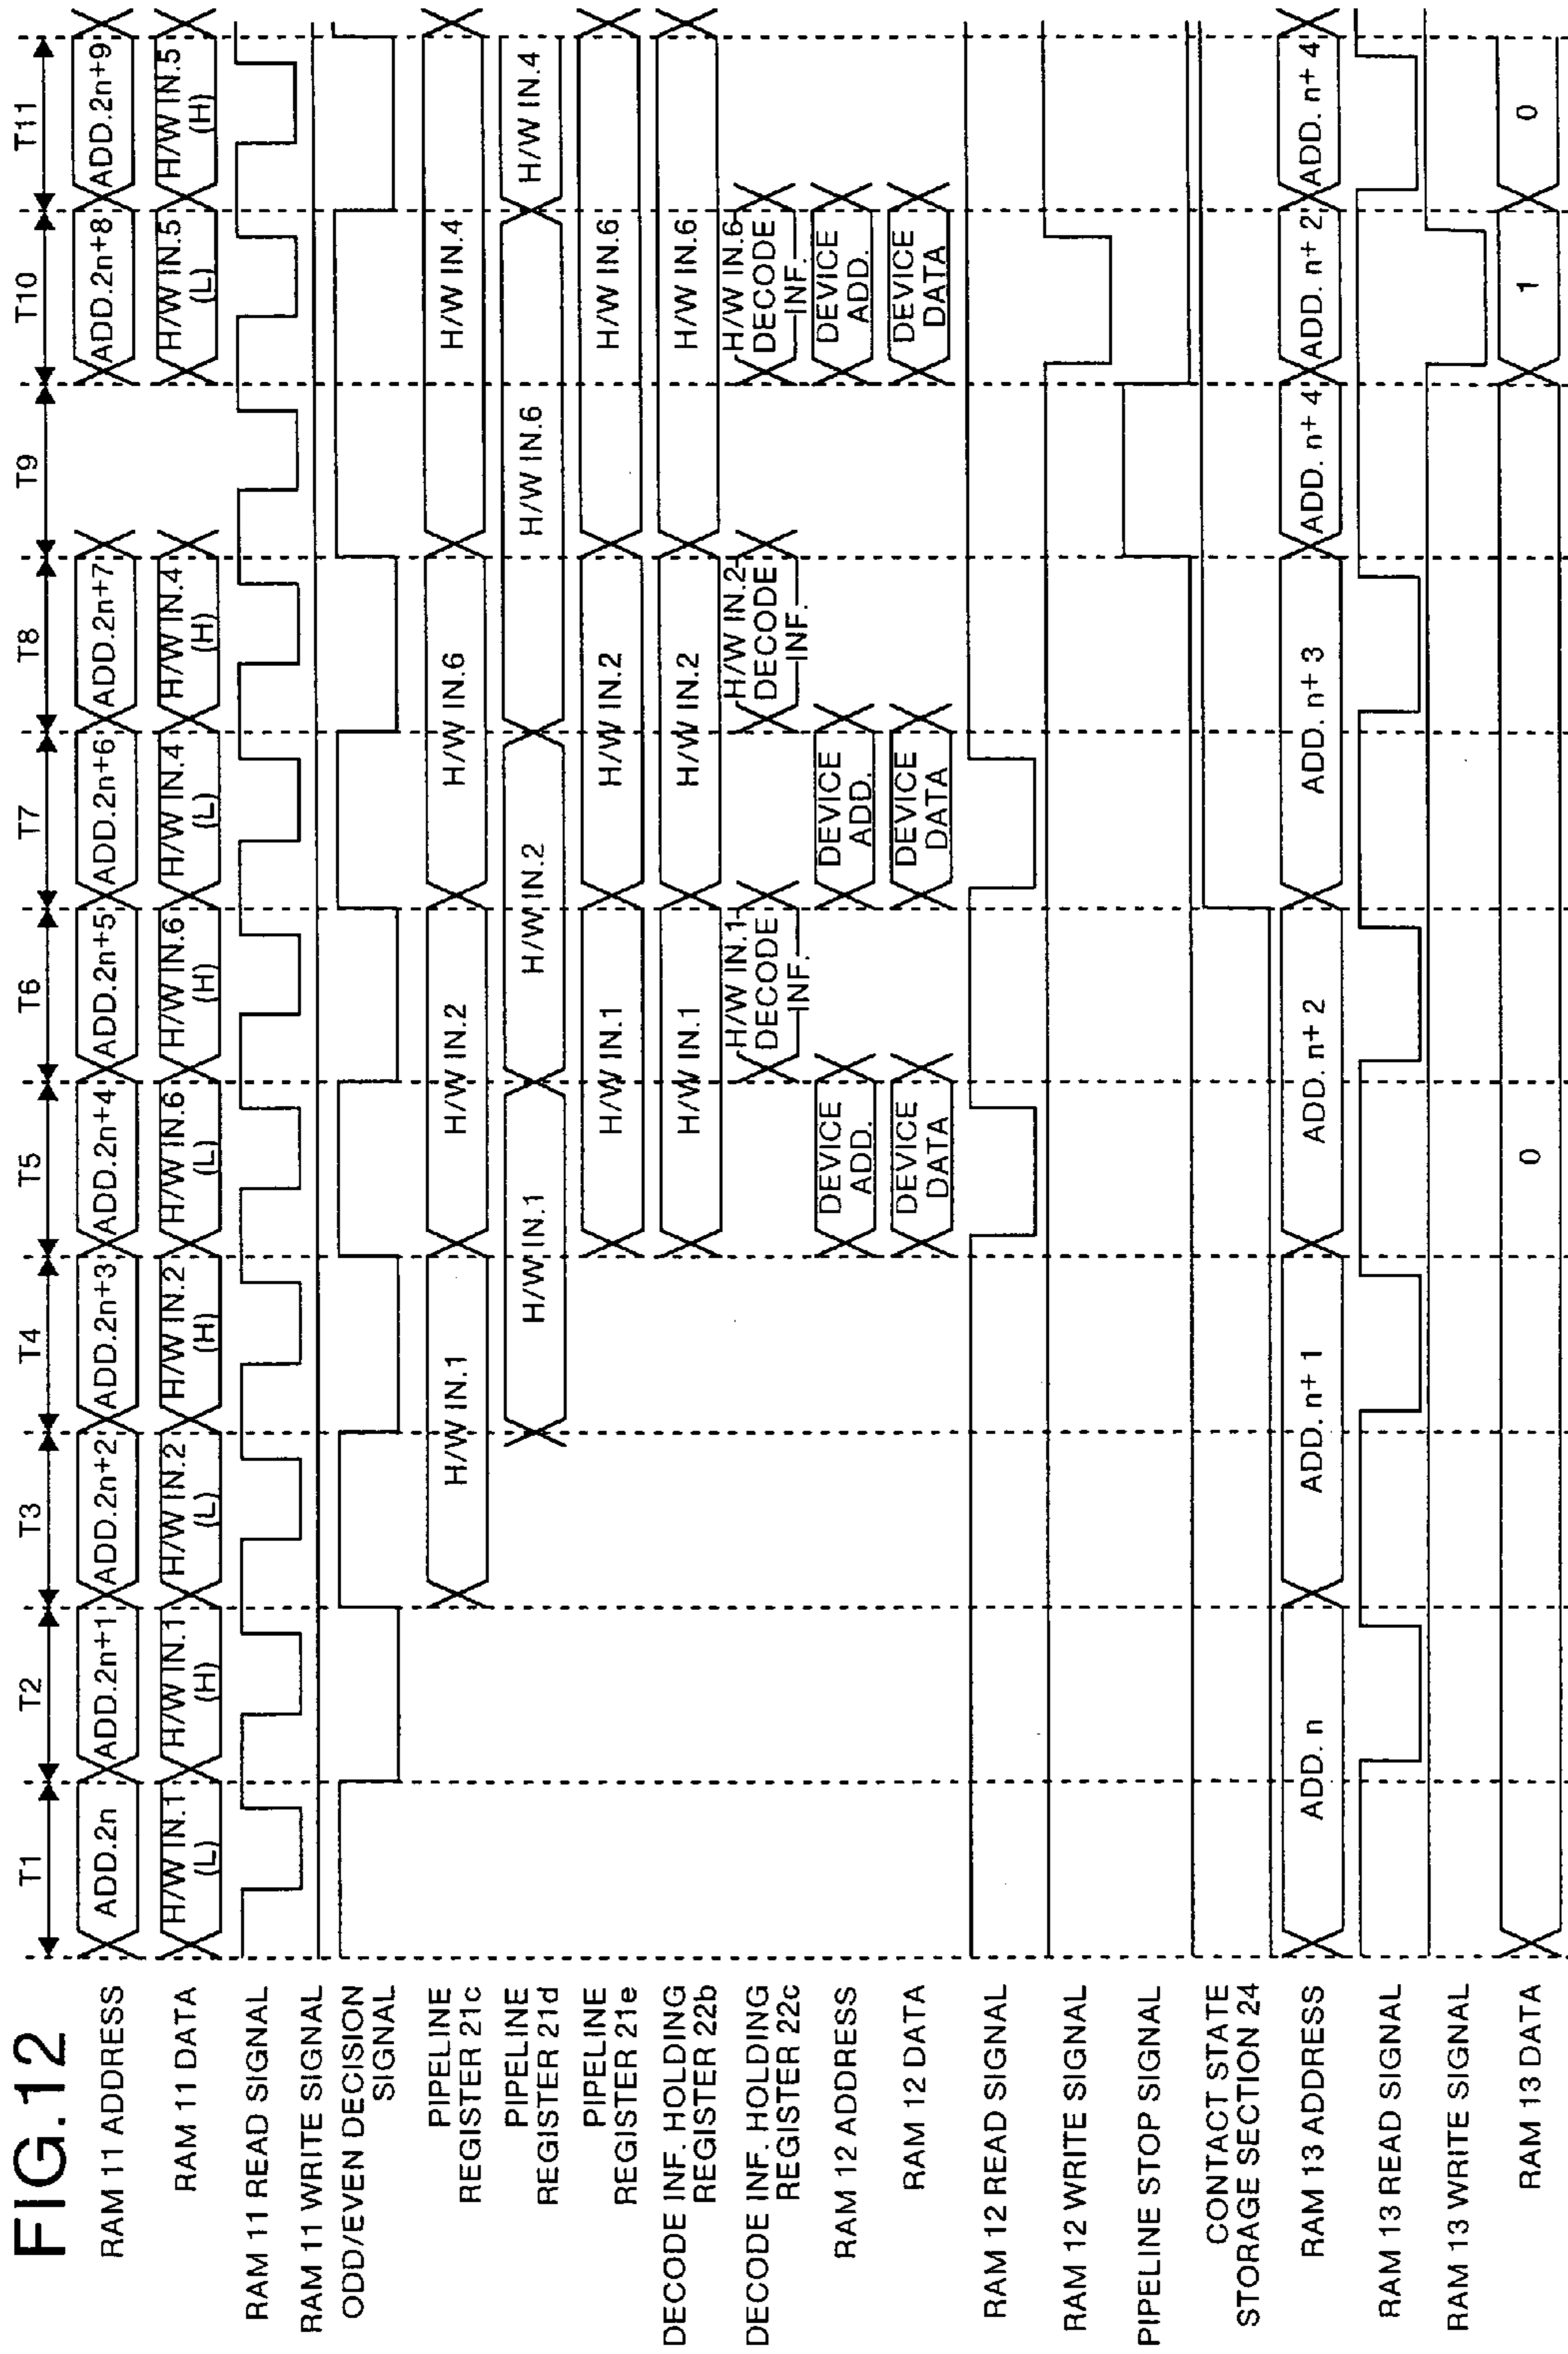 FIG.12
T1 T2 T3 T4 T5 T6 T7 T8 T9 T10 T11
RAM 11 ADDRESS
ADD.2n ADD.2n+1 ADD.2n+2 ADD.2n+3 ADD.2n+4 ADD.2n+5 ADD.2n+6 ADD.2n+7 ADD.2n+8 ADD.2n+9
RAM 11 DATA
H/W IN.1 (L) H/W IN.1 (H) H/W IN.2 (L) H/W IN.2 (H) H/W IN.6 (L) H/W IN.6 (H) H/W IN.4 (L) H/W IN.4 (H) H/W IN.5 (L) H/W IN.5 (H)
RAM 11 READ SIGNAL
RAM 11 WRITE SIGNAL
ODD/EVEN DECISION
SIGNAL
PIPELINE
REGISTER 21c
H/W IN.1 H/W IN.2 H/W IN.6 H/W IN.4
PIPELINE
REGISTER 21d
H/W IN.1 H/W IN.2 H/W IN.6 H/W IN.4
PIPELINE
REGISTER 21e
H/W IN.1 H/W IN.2 H/W IN.6
DECODE INF. HOLDING
REGISTER 22b
H/W IN.1 H/W IN.2 H/W IN.6
DECODE INF. HOLDING
REGISTER 22c
H/W IN.1 DECODE INF. H/W IN.2 DECODE INF. H/W IN.6 DECODE INF.
RAM 12 ADDRESS
DEVICE ADD. DEVICE ADD. DEVICE ADD.
RAM 12 DATA
DEVICE DATA DEVICE DATA DEVICE DATA
RAM 12 READ SIGNAL
RAM 12 WRITE SIGNAL
PIPELINE STOP SIGNAL
CONTACT STATE
STORAGE SECTION 24
RAM 13 ADDRESS
ADD. n ADD. n+ 1 ADD. n+ 2 ADD. n+ 3 ADD. n+ 4 ADD. n+ 2' ADD. n+ 4
RAM 13 READ SIGNAL
RAM 13 WRITE SIGNAL
RAM 13 DATA
0 1 0